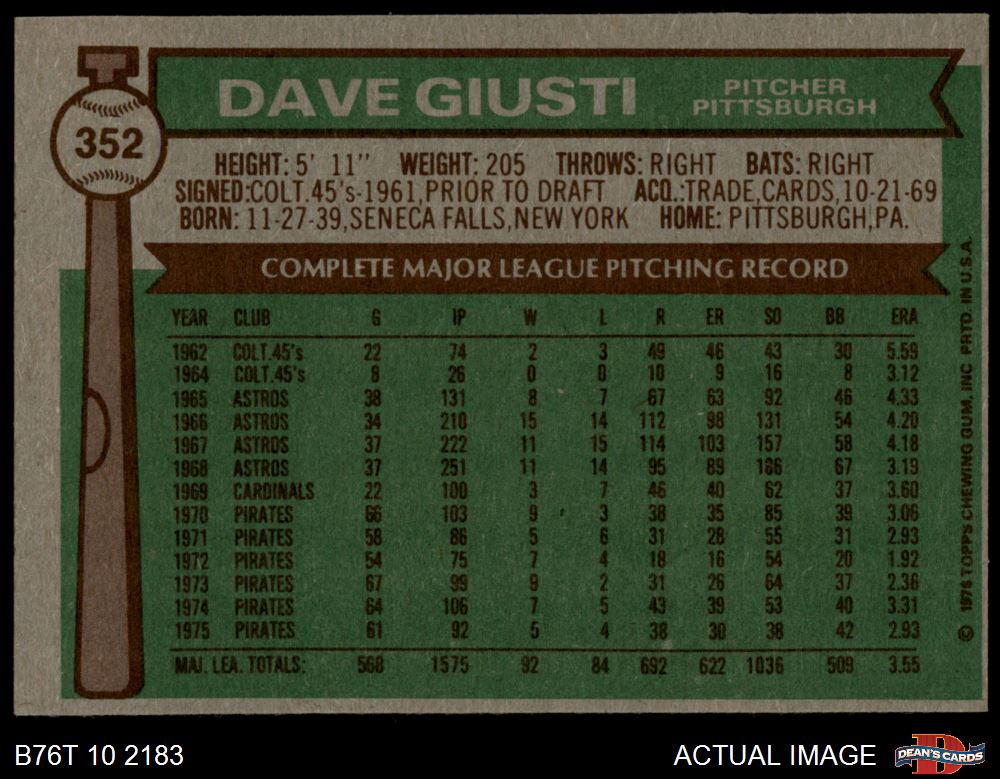 352
DAVE GIUSTI
PITCHER
PITTSBURGH
HEIGHT: 5' 11" WEIGHT: 205 THROWS: RIGHT BATS: RIGHT
SIGNED:COLT.45's-1961,PRIOR TO DRAFT ACQ.:TRADE,CARDS,10-21-69
BORN: 11-27-39,SENECA FALLS,NEW YORK HOME: PITTSBURGH,PA.
COMPLETE MAJOR LEAGUE PITCHING RECORD
YEAR CLUB G IP W L R ER SO BB ERA
1962 COLT.45's 22 74 2 3 49 46 43 30 5.59
1964 COLT.45's 8 26 0 0 10 9 16 8 3.12
1965 ASTROS 38 131 8 7 67 63 92 46 4.33
1966 ASTROS 34 210 15 14 112 98 131 54 4.20
1967 ASTROS 37 222 11 15 114 103 157 58 4.18
1968 ASTROS 37 251 11 14 95 89 186 67 3.19
1969 CARDINALS 22 100 3 7 46 40 62 37 3.60
1970 PIRATES 66 103 9 3 38 35 85 39 3.06
1971 PIRATES 58 86 5 6 31 28 55 31 2.93
1972 PIRATES 54 75 7 4 18 16 54 20 1.92
1973 PIRATES 67 99 9 2 31 26 64 37 2.36
1974 PIRATES 64 106 7 5 43 39 53 40 3.31
1975 PIRATES 61 92 5 4 38 30 38 42 2.93
MAJ. LEA. TOTALS: 568 1575 92 84 692 622 1036 509 3.55
© 1976 TOPPS CHEWING GUM, INC PRTD. IN U.S.A.
B76T 10 2183
ACTUAL IMAGE
DEAN'S CARDS